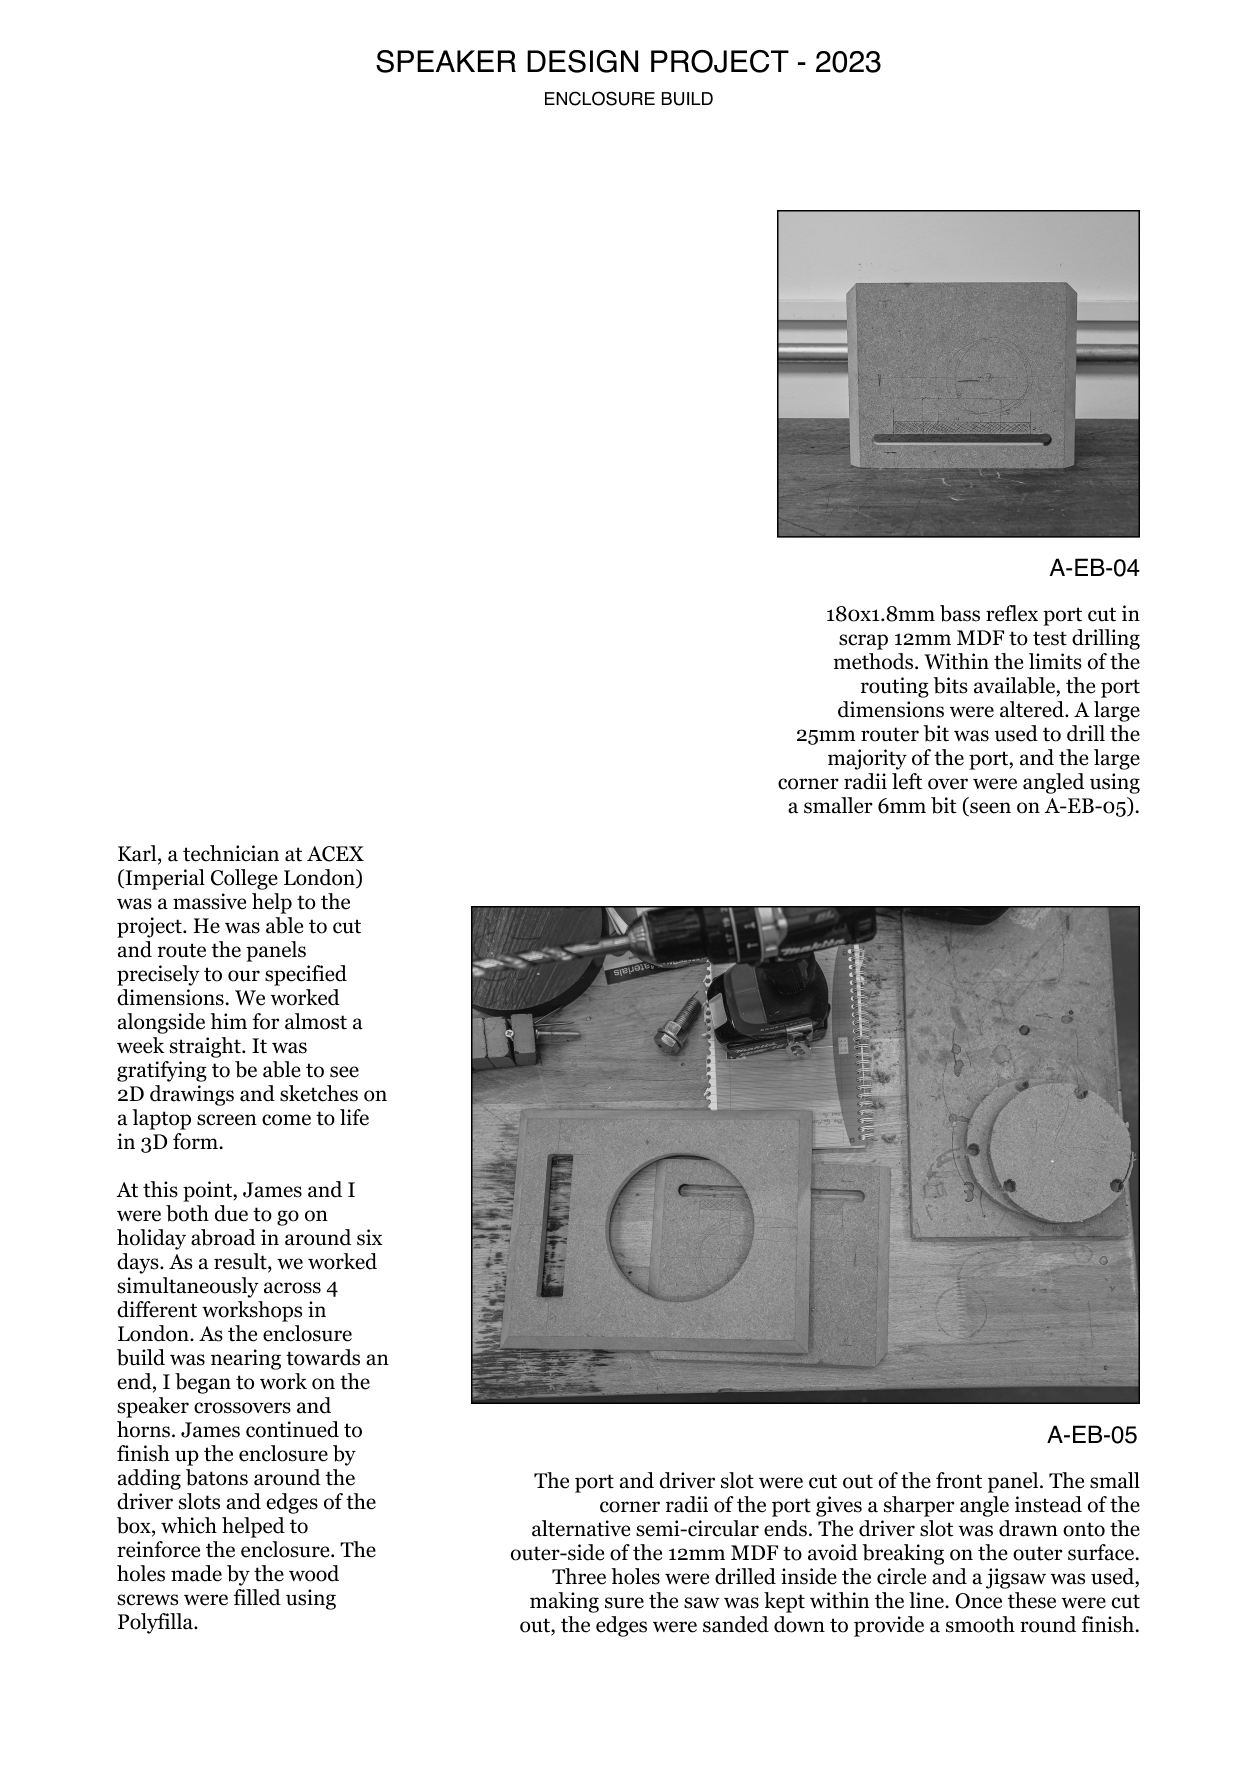 SPEAKER DESIGN PROJECT - 2023
ENCLOSURE BUILD
A-EB-04
180x1.8mm bass reflex port cut in
scrap 12mm MDF to test drilling
methods. Within the limits of the
routing bits available, the port
dimensions were altered. A large
25mm router bit was used to drill the
majority of the port, and the large
corner radii left over were angled using
a smaller 6mm bit (seen on A-EB-05).
Karl, a technician at ACEX
(Imperial College London)
was a massive help to the
project. He was able to cut
and route the panels
precisely to our specified
dimensions. We worked
alongside him for almost a
week straight. It was
gratifying to be able to see
2D drawings and sketches on
a laptop screen come to life
in 3D form.
At this point, James and I
were both due to go on
holiday abroad in around six
days. As a result, we worked
simultaneously across 4
different workshops in
London. As the enclosure
build was nearing towards an
end, I began to work on the
speaker crossovers and
horns. James continued to
finish up the enclosure by
adding batons around the
driver slots and edges of the
box, which helped to
reinforce the enclosure. The
holes made by the wood
screws were filled using
Polyfilla.
makita
Materials
A-EB-05
The port and driver slot were cut out of the front panel. The small
corner radii of the port gives a sharper angle instead of the
alternative semi-circular ends. The driver slot was drawn onto the
outer-side of the 12mm MDF to avoid breaking on the outer surface.
Three holes were drilled inside the circle and a jigsaw was used,
making sure the saw was kept within the line. Once these were cut
out, the edges were sanded down to provide a smooth round finish.